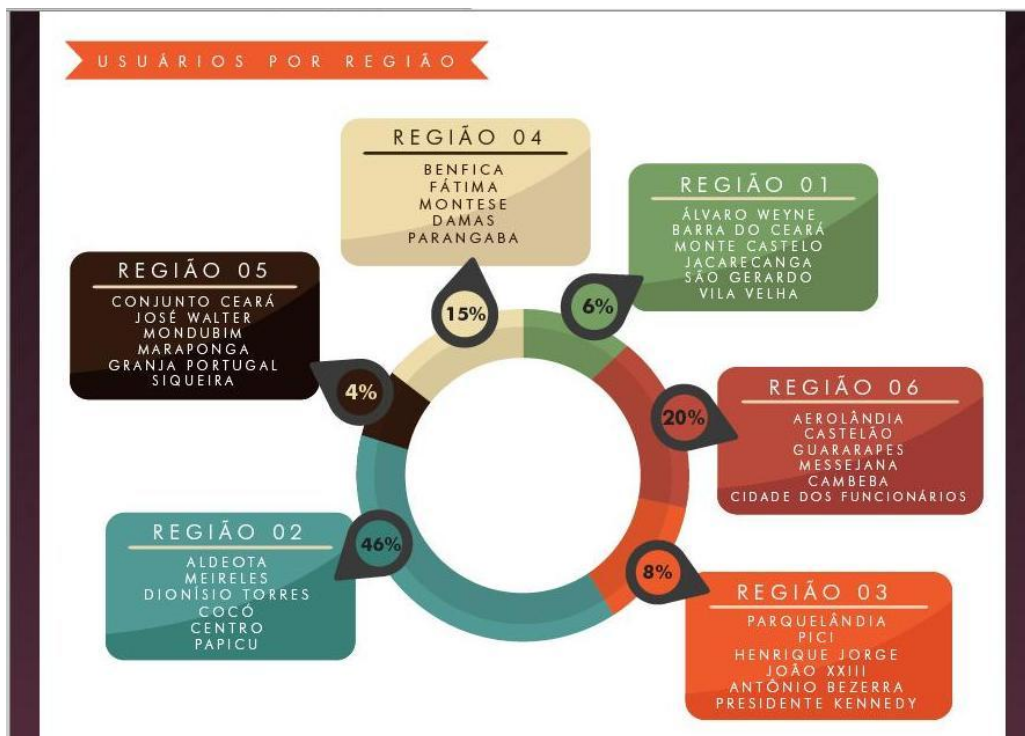 USUÁRIOS POR REGIÃO
REGIÃO 04
BENFICA
FÁTIMA
MONTESE
DAMAS
PARANGABA
15%
REGIÃO 01
ÁLVARO WEYNE
BARRA DO CEARÁ
MONTE CASTELO
JACARECANGA
SÃO GERARDO
VILA VELHA
6%
REGIÃO 05
CONJUNTO CEARÁ
JOSÉ WALTER
MONDUBIM
MARAPONGA
GRANJA PORTUGAL
SIQUEIRA
4%
REGIÃO 06
AEROLÂNDIA
CASTELÃO
GUARARAPES
MESSEJANA
CAMBEBA
CIDADE DOS FUNCIONÁRIOS
20%
REGIÃO 02
ALDEOTA
MEIRELES
DIONÍSIO TORRES
COCÓ
CENTRO
PAPICU
46%
REGIÃO 03
PARQUELÂNDIA
PICI
HENRIQUE JORGE
JOÃO XXIII
ANTÔNIO BEZERRA
PRESIDENTE KENNEDY
8%